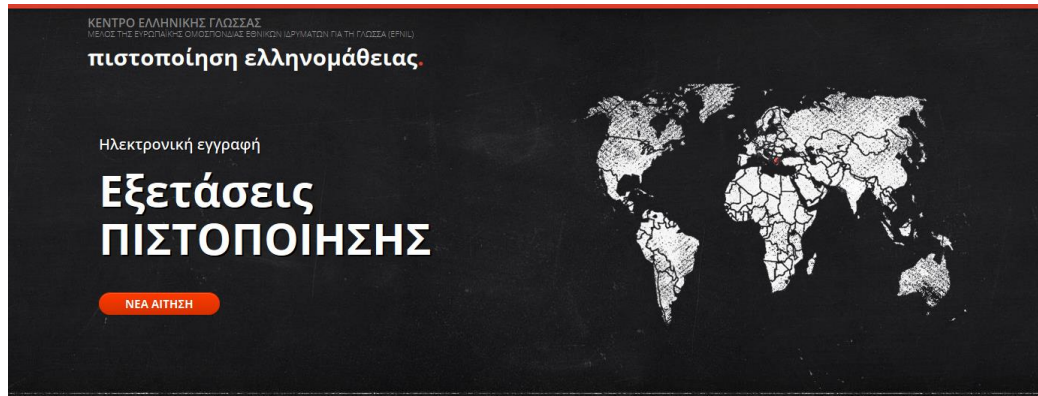 ΚΕΝΤΡΟ ΕΛΛΗΝΙΚΗΣ ΓΛΩΣΣΑΣ
ΜΕΛΟΣ ΤΗΣ ΕΥΡΩΠΑΪΚΗΣ ΟΜΟΣΠΟΝΔΙΑΣ ΕΘΝΙΚΩΝ ΙΔΡΥΜΑΤΩΝ ΓΙΑ ΤΗ ΓΛΩΣΣΑ (EFNIL)
πιστοποίηση ελληνομάθειας.
Ηλεκτρονική εγγραφή
Εξετάσεις
ΠΙΣΤΟΠΟΙΗΣΗΣ
ΝΕΑ ΑΙΤΗΣΗ